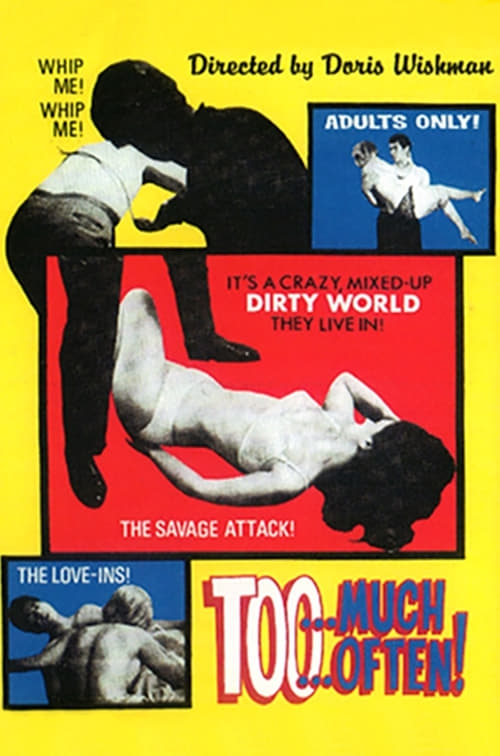 WHIP
ME!
WHIP
ME!
Directed by Doris Wishman
ADULTS ONLY!
IT'S A CRAZY, MIXED-UP
DIRTY WORLD
THEY LIVE IN!
THE SAVAGE ATTACK!
THE LOVE-INS!
TOO...MUCH
...OFTEN!